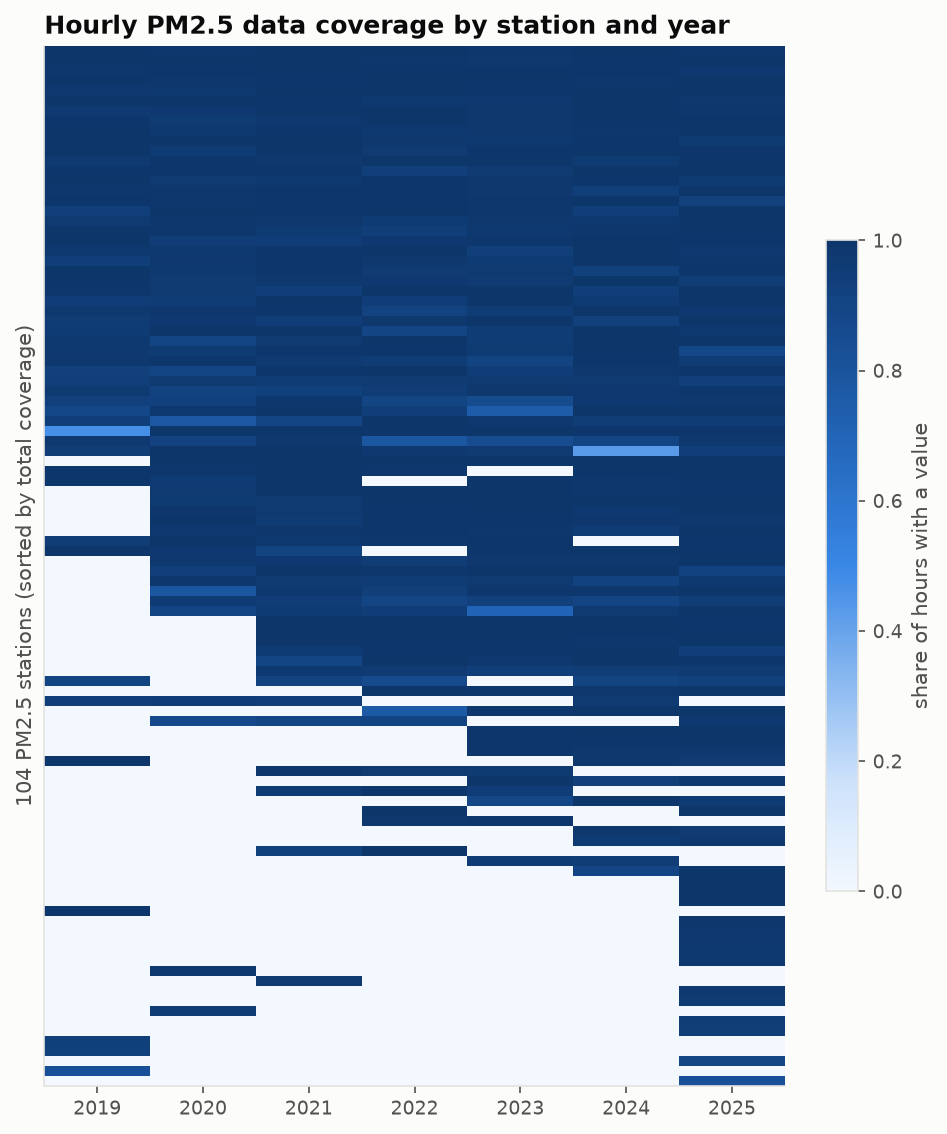 Hourly PM2.5 data coverage by station and year
104 PM2.5 stations (sorted by total coverage)
2019 2020 2021 2022 2023 2024 2025
1.0
0.8
0.6
0.4
0.2
0.0
share of hours with a value